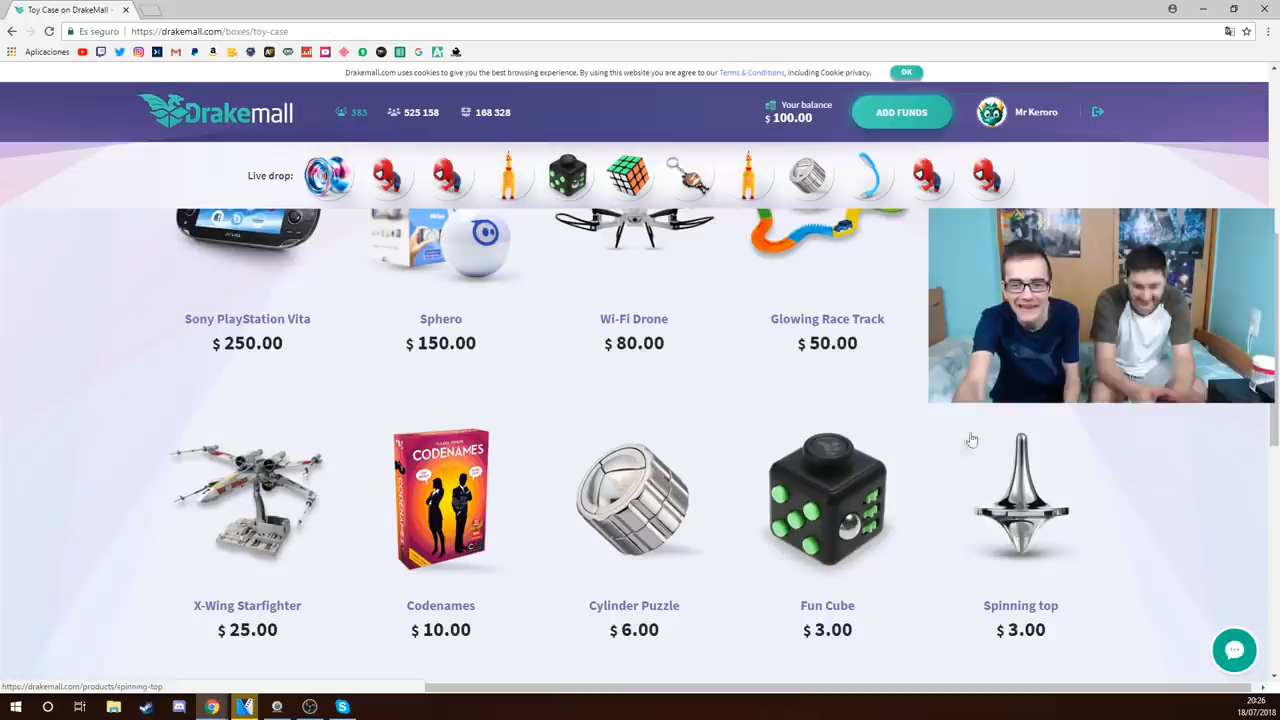 Toy Case on DrakeMall -
Es seguro
https://drakemall.com/boxes/toy-case
Aplicaciones
Drakemall.com uses cookies to give you the best browsing experience. By using this website you are agree to our Terms & Conditions, including Cookie privacy.
OK
Drakemall
383
525 158
168 328
Your balance
$ 100.00
ADD FUNDS
Mr Keroro
Live drop:
Sony PlayStation Vita
Sphero
Wi-Fi Drone
Glowing Race Track
$ 250.00
$ 150.00
$ 80.00
$ 50.00
CODENAMES
CODENAMES
X-Wing Starfighter
Codenames
Cylinder Puzzle
Fun Cube
Spinning top
$ 25.00
$ 10.00
$ 6.00
$ 3.00
$ 3.00
https://drakemall.com/products/spinning-top
20:26
18/07/2018